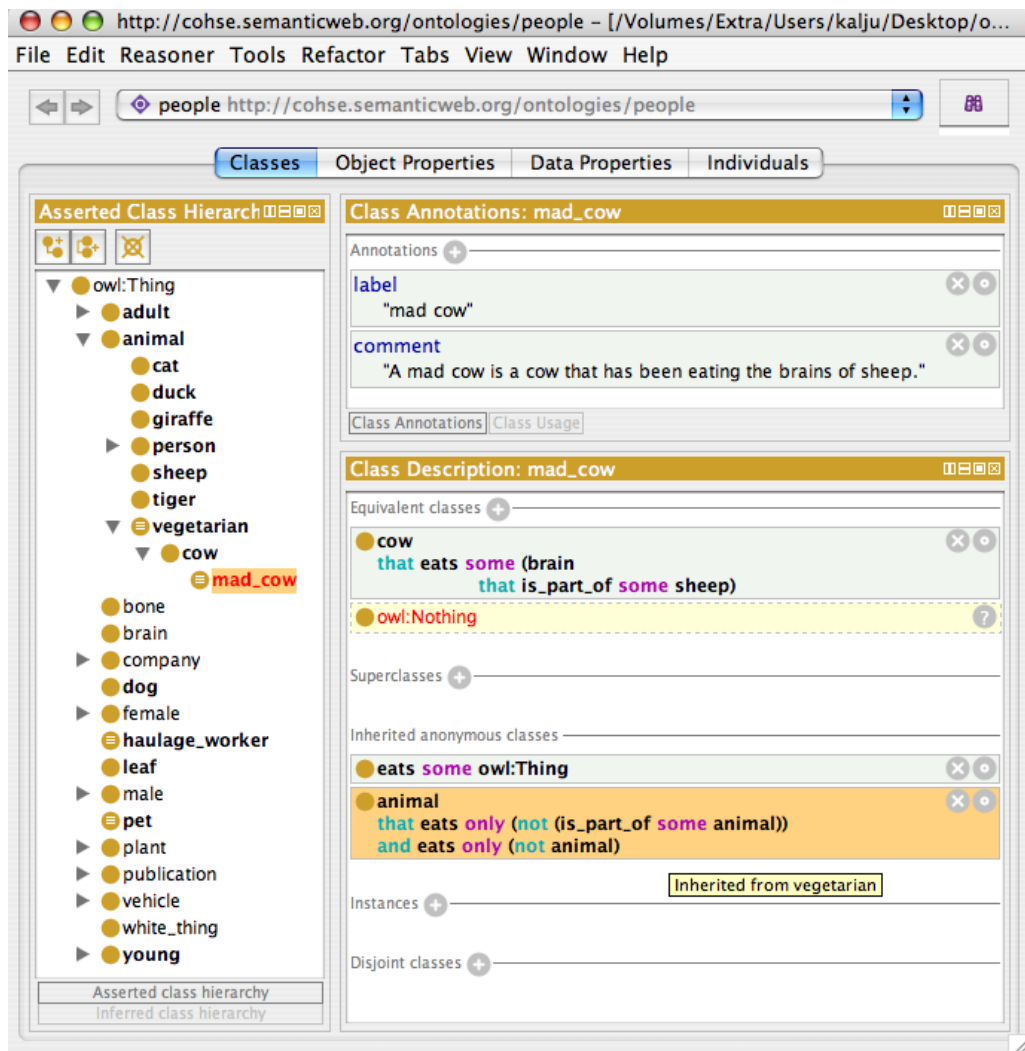 http://cohse.semanticweb.org/ontologies/people – [/Volumes/Extra/Users/kalju/Desktop/o...
File Edit Reasoner Tools Refactor Tabs View Window Help
people http://cohse.semanticweb.org/ontologies/people
Classes Object Properties Data Properties Individuals
Asserted Class Hierarch
owl:Thing
adult
animal
cat
duck
giraffe
person
sheep
tiger
vegetarian
cow
mad_cow
bone
brain
company
dog
female
haulage_worker
leaf
male
pet
plant
publication
vehicle
white_thing
young
Asserted class hierarchy
Inferred class hierarchy
Class Annotations: mad_cow
Annotations
label
"mad cow"
comment
"A mad cow is a cow that has been eating the brains of sheep."
Class Annotations Class Usage
Class Description: mad_cow
Equivalent classes
cow
that eats some (brain
that is_part_of some sheep)
owl:Nothing
?
Superclasses
Inherited anonymous classes
eats some owl:Thing
animal
that eats only (not (is_part_of some animal))
and eats only (not animal)
Inherited from vegetarian
Instances
Disjoint classes